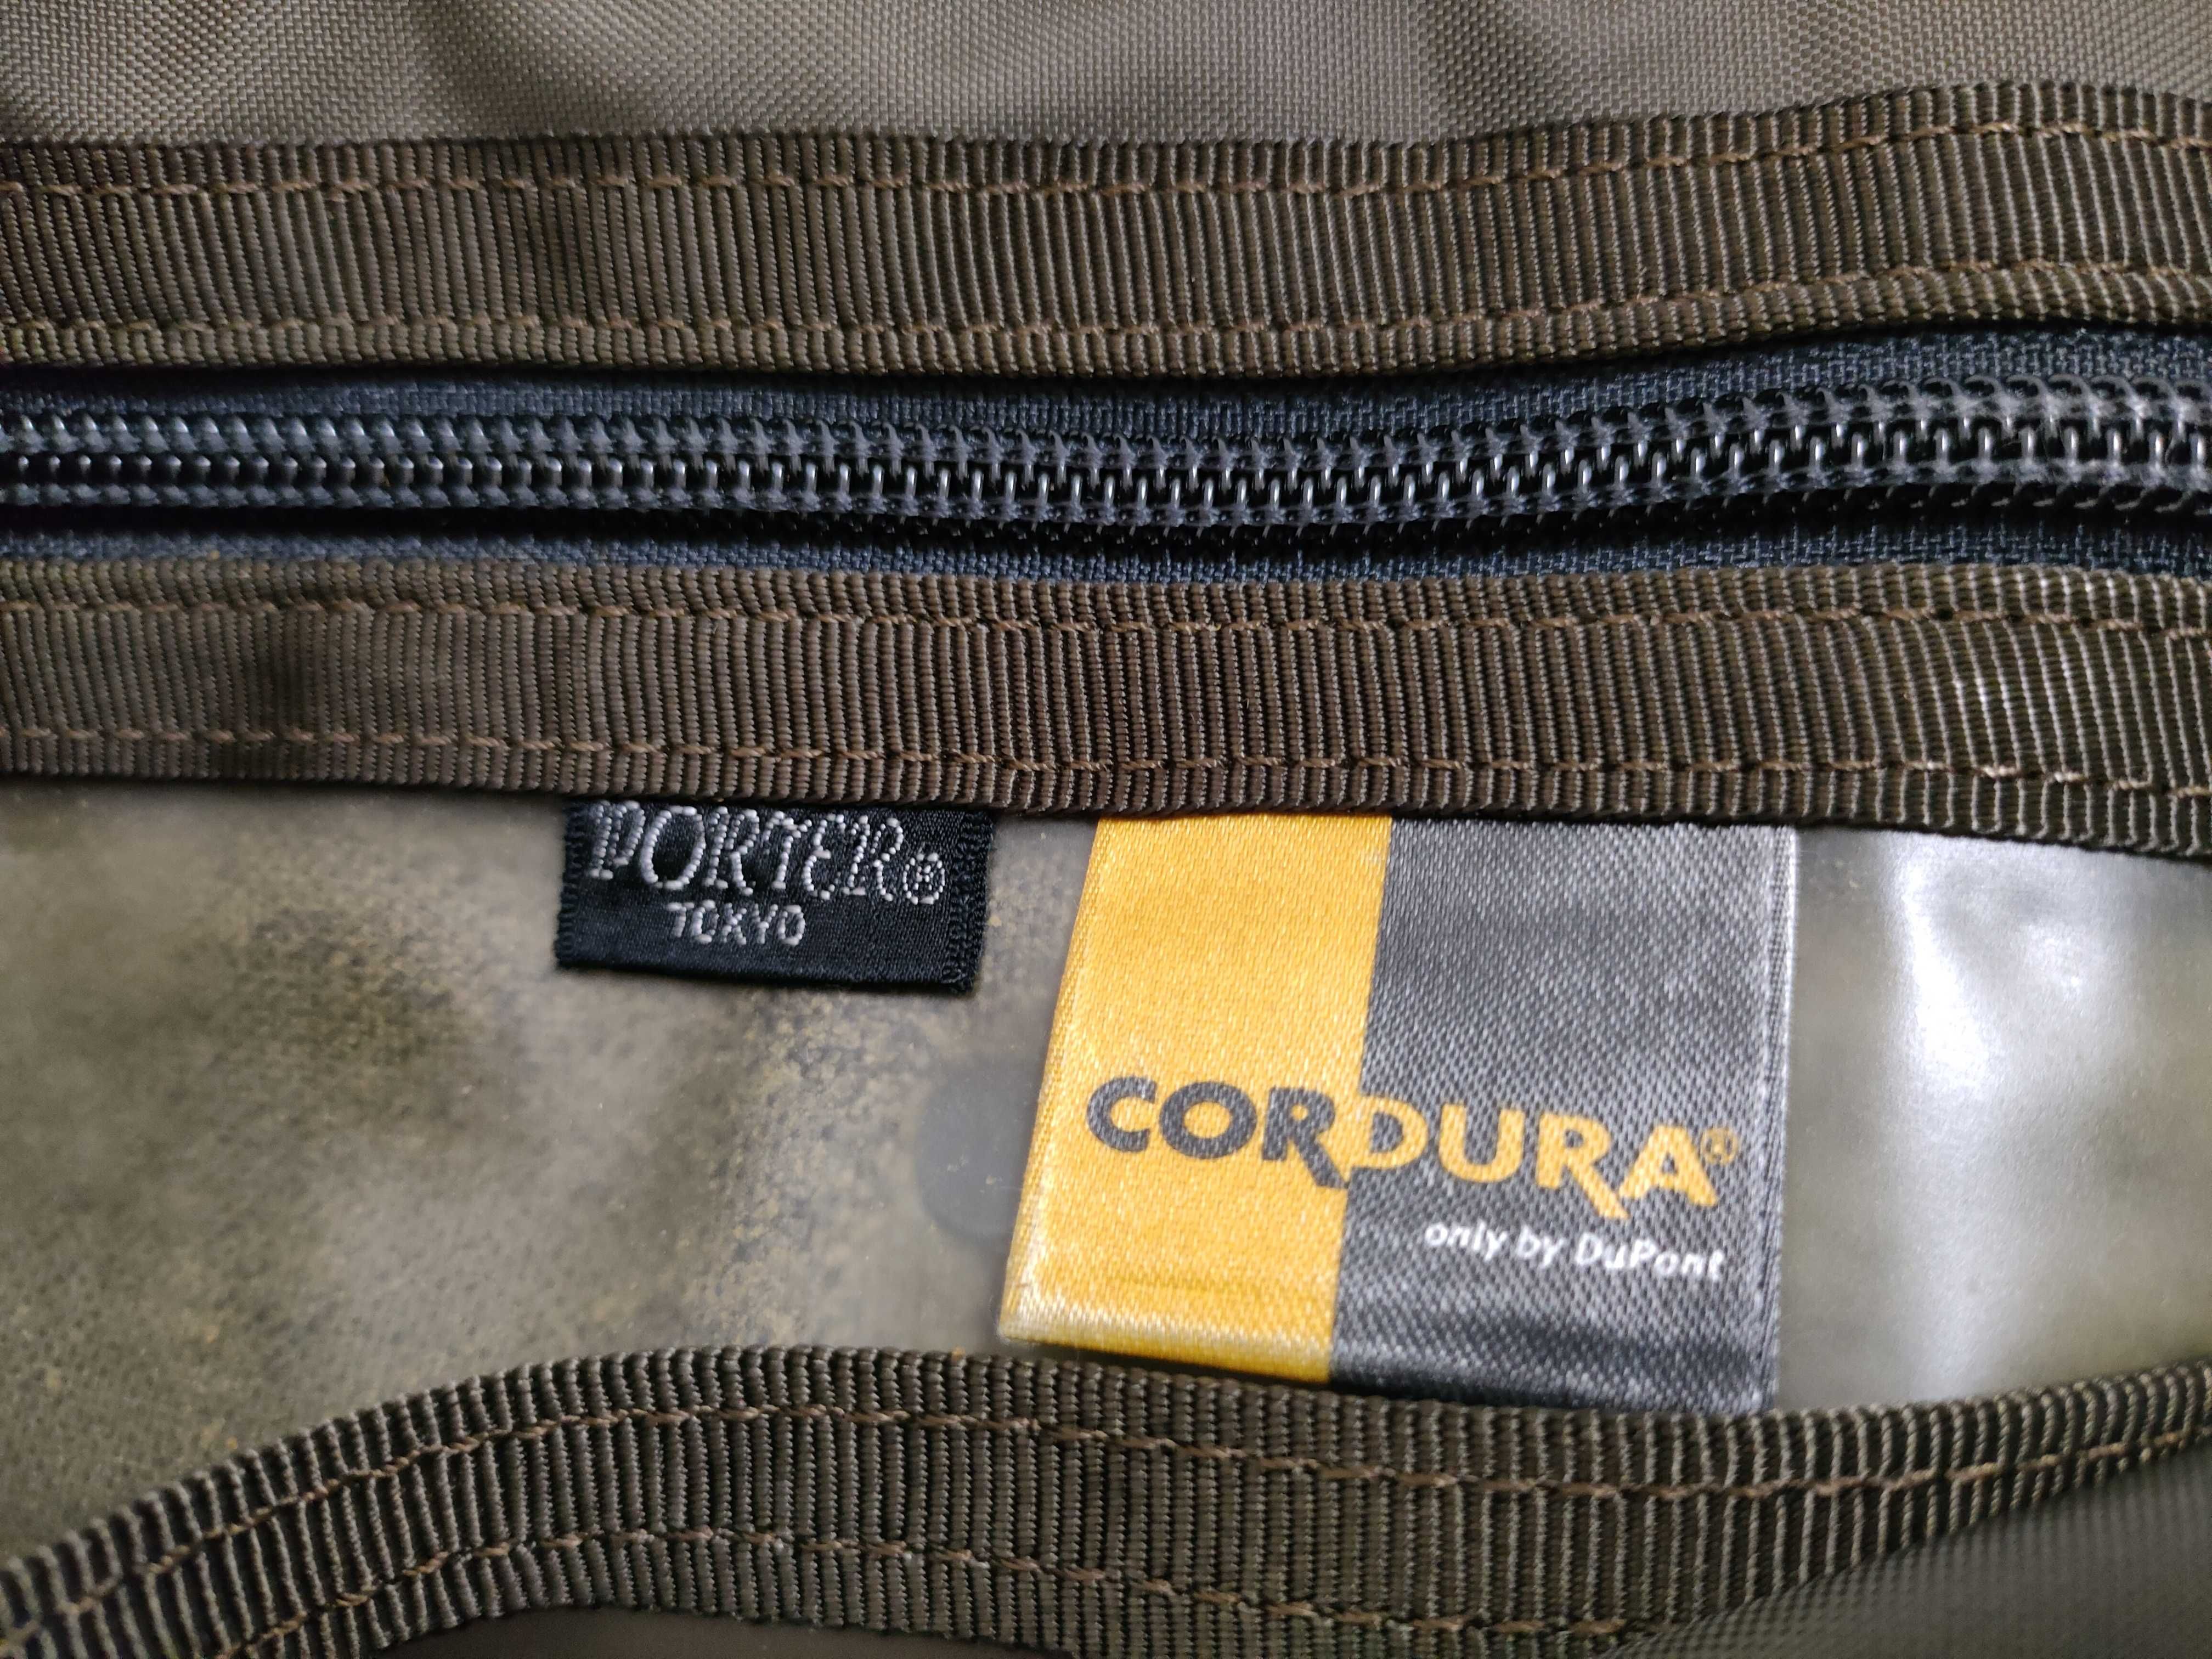 PORTER®
TOKYO
CORDURA®
only by DuPont